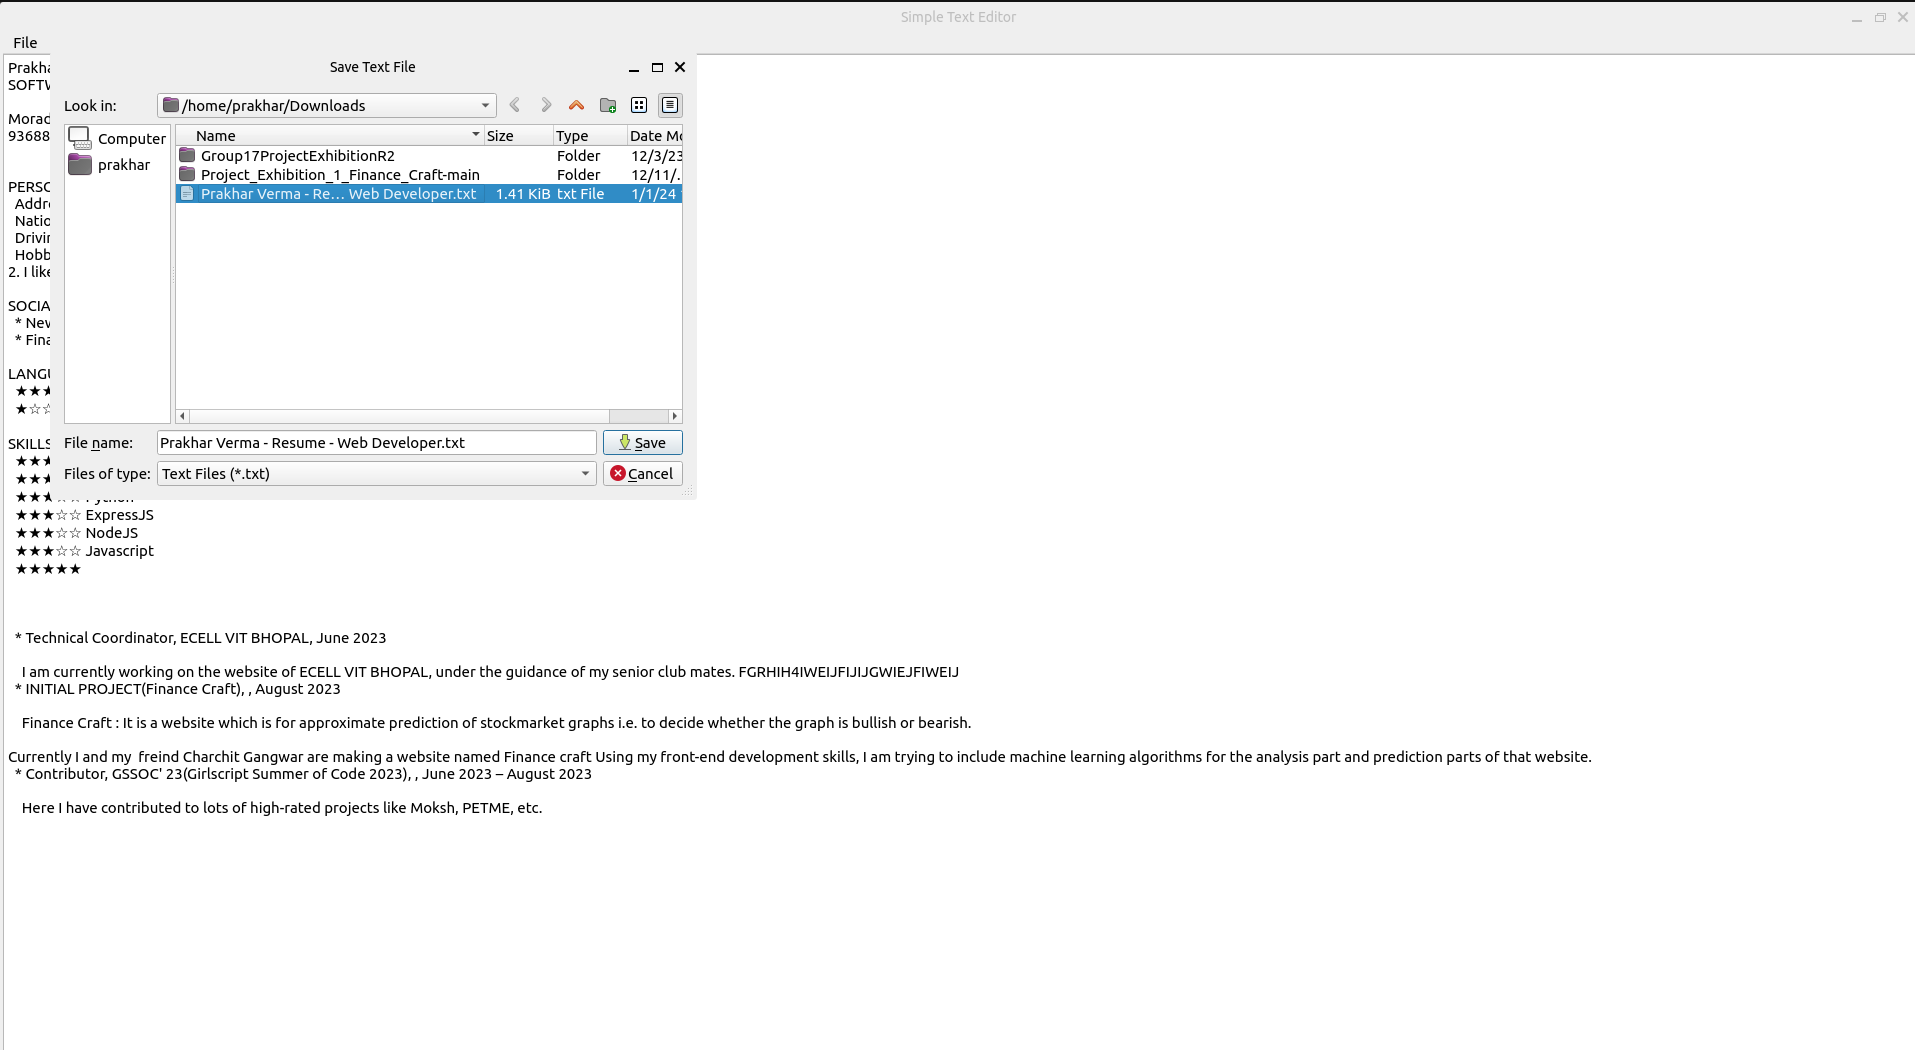 Simple Text Editor
File
Save Text File
Look in: /home/prakhar/Downloads
Computer
prakhar
Name Size Type Date Mo
Group17ProjectExhibitionR2 Folder 12/3/23
Project_Exhibition_1_Finance_Craft-main Folder 12/11/.
Prakhar Verma - Re... Web Developer.txt 1.41 KiB txt File 1/1/24
File name: Prakhar Verma - Resume - Web Developer.txt Save
Files of type: Text Files (*.txt) Cancel
Prakha
SOFTW
Morad
93688
PERSO
Addre
Natio
Drivin
Hobb
2. I like
SOCIA
* New
* Fina
LANGU
★★★
★☆☆
SKILLS
★★★
★★★
★★★☆☆ Python
★★★☆☆ ExpressJS
★★★☆☆ NodeJS
★★★☆☆ Javascript
★★★★★
* Technical Coordinator, ECELL VIT BHOPAL, June 2023
I am currently working on the website of ECELL VIT BHOPAL, under the guidance of my senior club mates. FGRHIH4IWEIJFIJIJGWIEJFIWEIJ
* INITIAL PROJECT(Finance Craft), , August 2023
Finance Craft : It is a website which is for approximate prediction of stockmarket graphs i.e. to decide whether the graph is bullish or bearish.
Currently I and my  freind Charchit Gangwar are making a website named Finance craft Using my front-end development skills, I am trying to include machine learning algorithms for the analysis part and prediction parts of that website.
* Contributor, GSSOC' 23(Girlscript Summer of Code 2023), , June 2023 – August 2023
Here I have contributed to lots of high-rated projects like Moksh, PETME, etc.